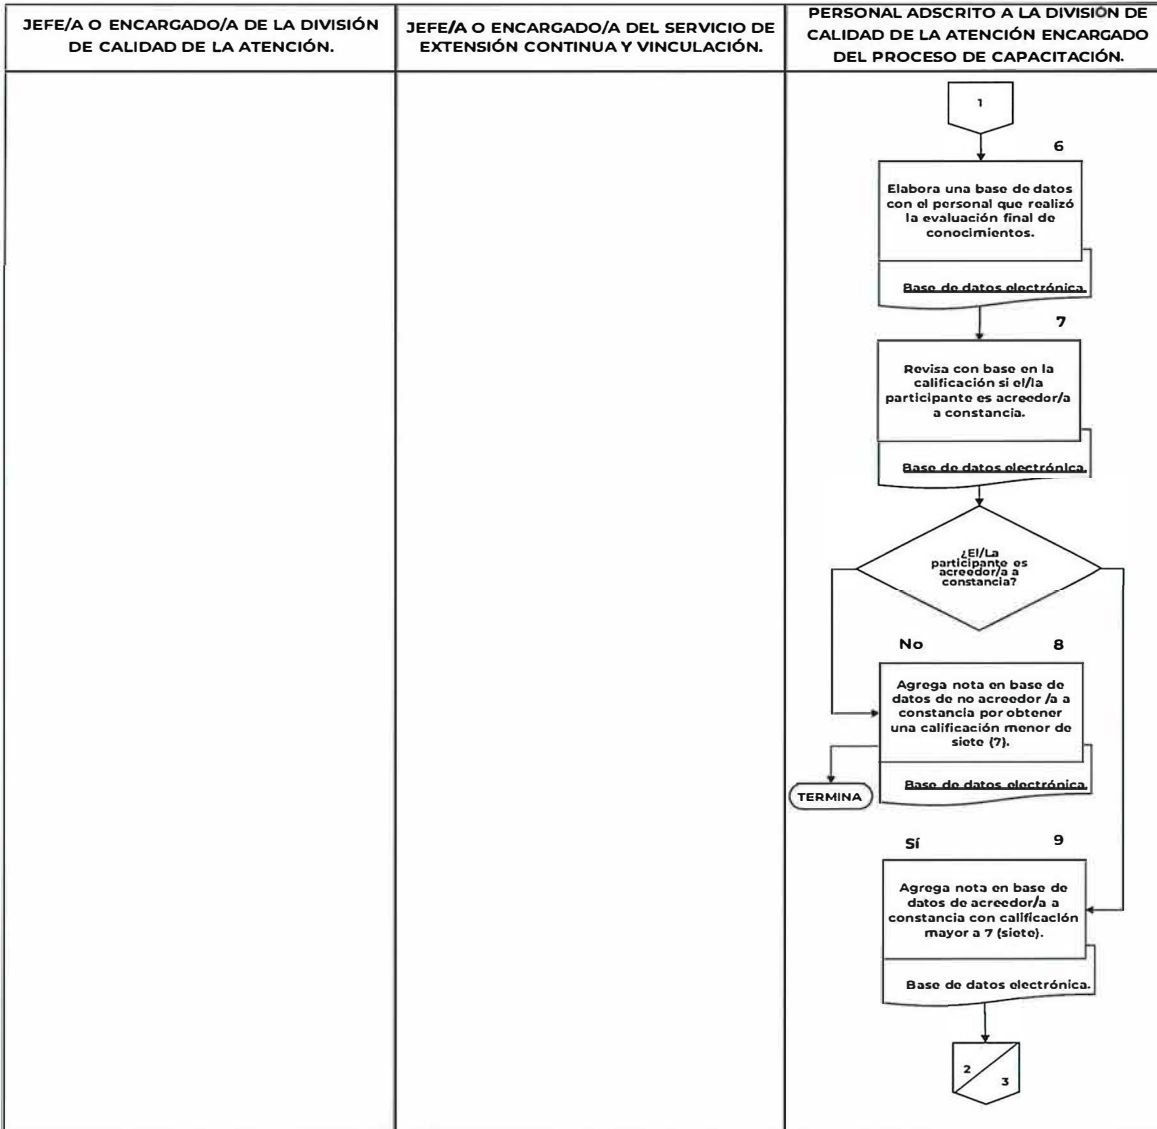 JEFE/A O ENCARGADO/A DE LA DIVISIÓN
DE CALIDAD DE LA ATENCIÓN.
JEFE/A O ENCARGADO/A DEL SERVICIO DE
EXTENSIÓN CONTINUA Y VINCULACIÓN.
PERSONAL ADSCRITO A LA DIVISIÓN DE
CALIDAD DE LA ATENCIÓN ENCARGADO
DEL PROCESO DE CAPACITACIÓN.
1
6
Elabora una base de datos
con el personal que realizó
la evaluación final de
conocimientos.
Base de datos electrónica.
7
Revisa con base en la
calificación si el/la
participante es acreedor/a
a constancia.
Base de datos electrónica
¿El/La
participante es
acreedor/a a
constancia?
No
8
Agrega nota en base de
datos de no acreedor /a a
constancia por obtener
una calificación menor de
siete (7).
Base de datos electrónica
TERMINA
Sí
9
Agrega nota en base de
datos de acreedor/a a
constancia con calificación
mayor a 7 (siete).
Base de datos electrónica.
2
3